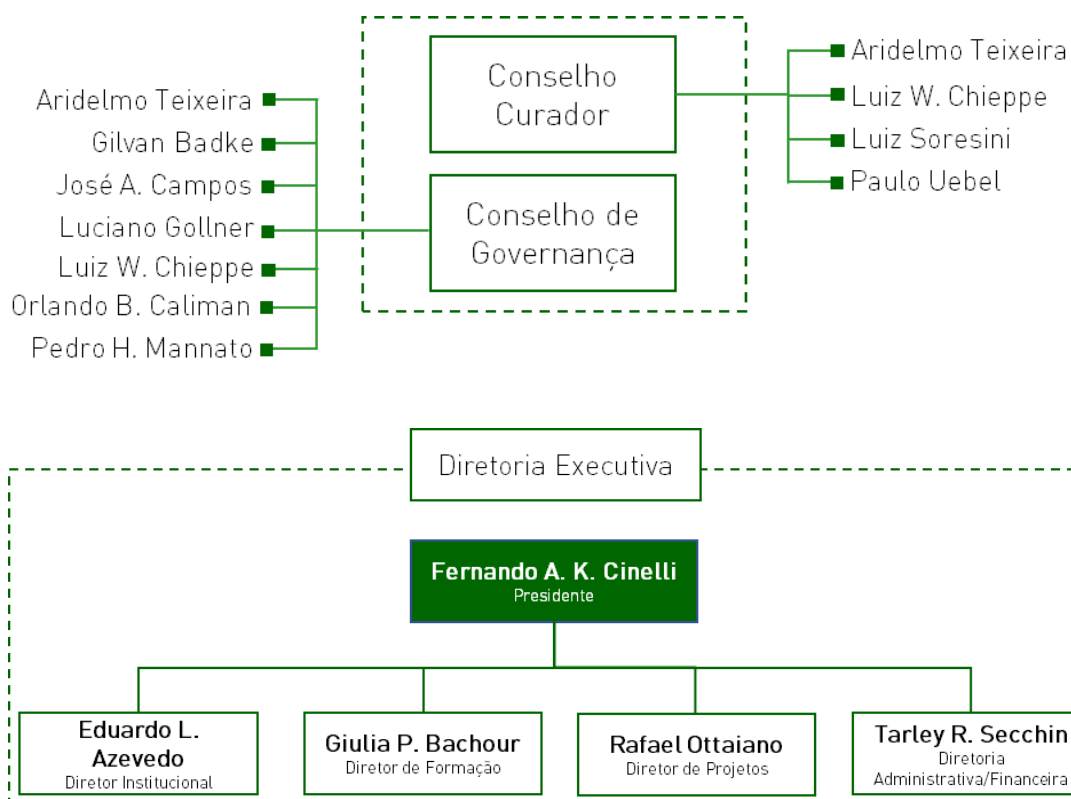 Conselho
Curador
Aridelmo Teixeira
Luiz W. Chieppe
Luiz Soresini
Paulo Uebel
Aridelmo Teixeira
Gilvan Badke
José A. Campos
Luciano Gollner
Luiz W. Chieppe
Orlando B. Caliman
Pedro H. Mannato
Conselho de
Governança
Diretoria Executiva
Fernando A. K. Cinelli
Presidente
Eduardo L.
Azevedo
Diretor Institucional
Giulia P. Bachour
Diretor de Formação
Rafael Ottaiano
Diretor de Projetos
Tarley R. Secchin
Diretoria
Administrativa/Financeira